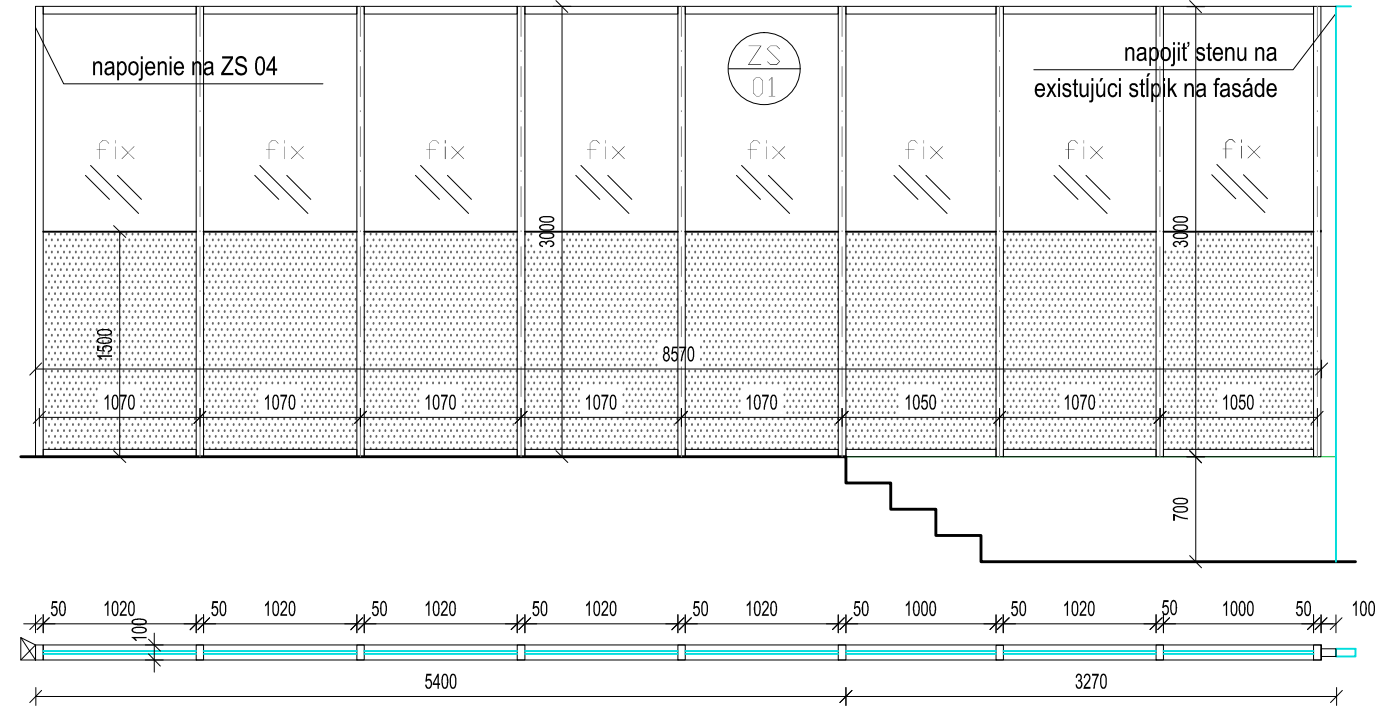 napojenie na ZS 04
ZS
01
napojiť stenu na
existujúci stĺpik na fasáde
fix fix fix fix fix fix fix fix
3000 3000
1500
8570
1070 1070 1070 1070 1070 1050 1070 1050
700
50 1020 50 1020 50 1020 50 1020 50 1020 50 1000 50 1020 50 1000 50 100
100
5400 3270